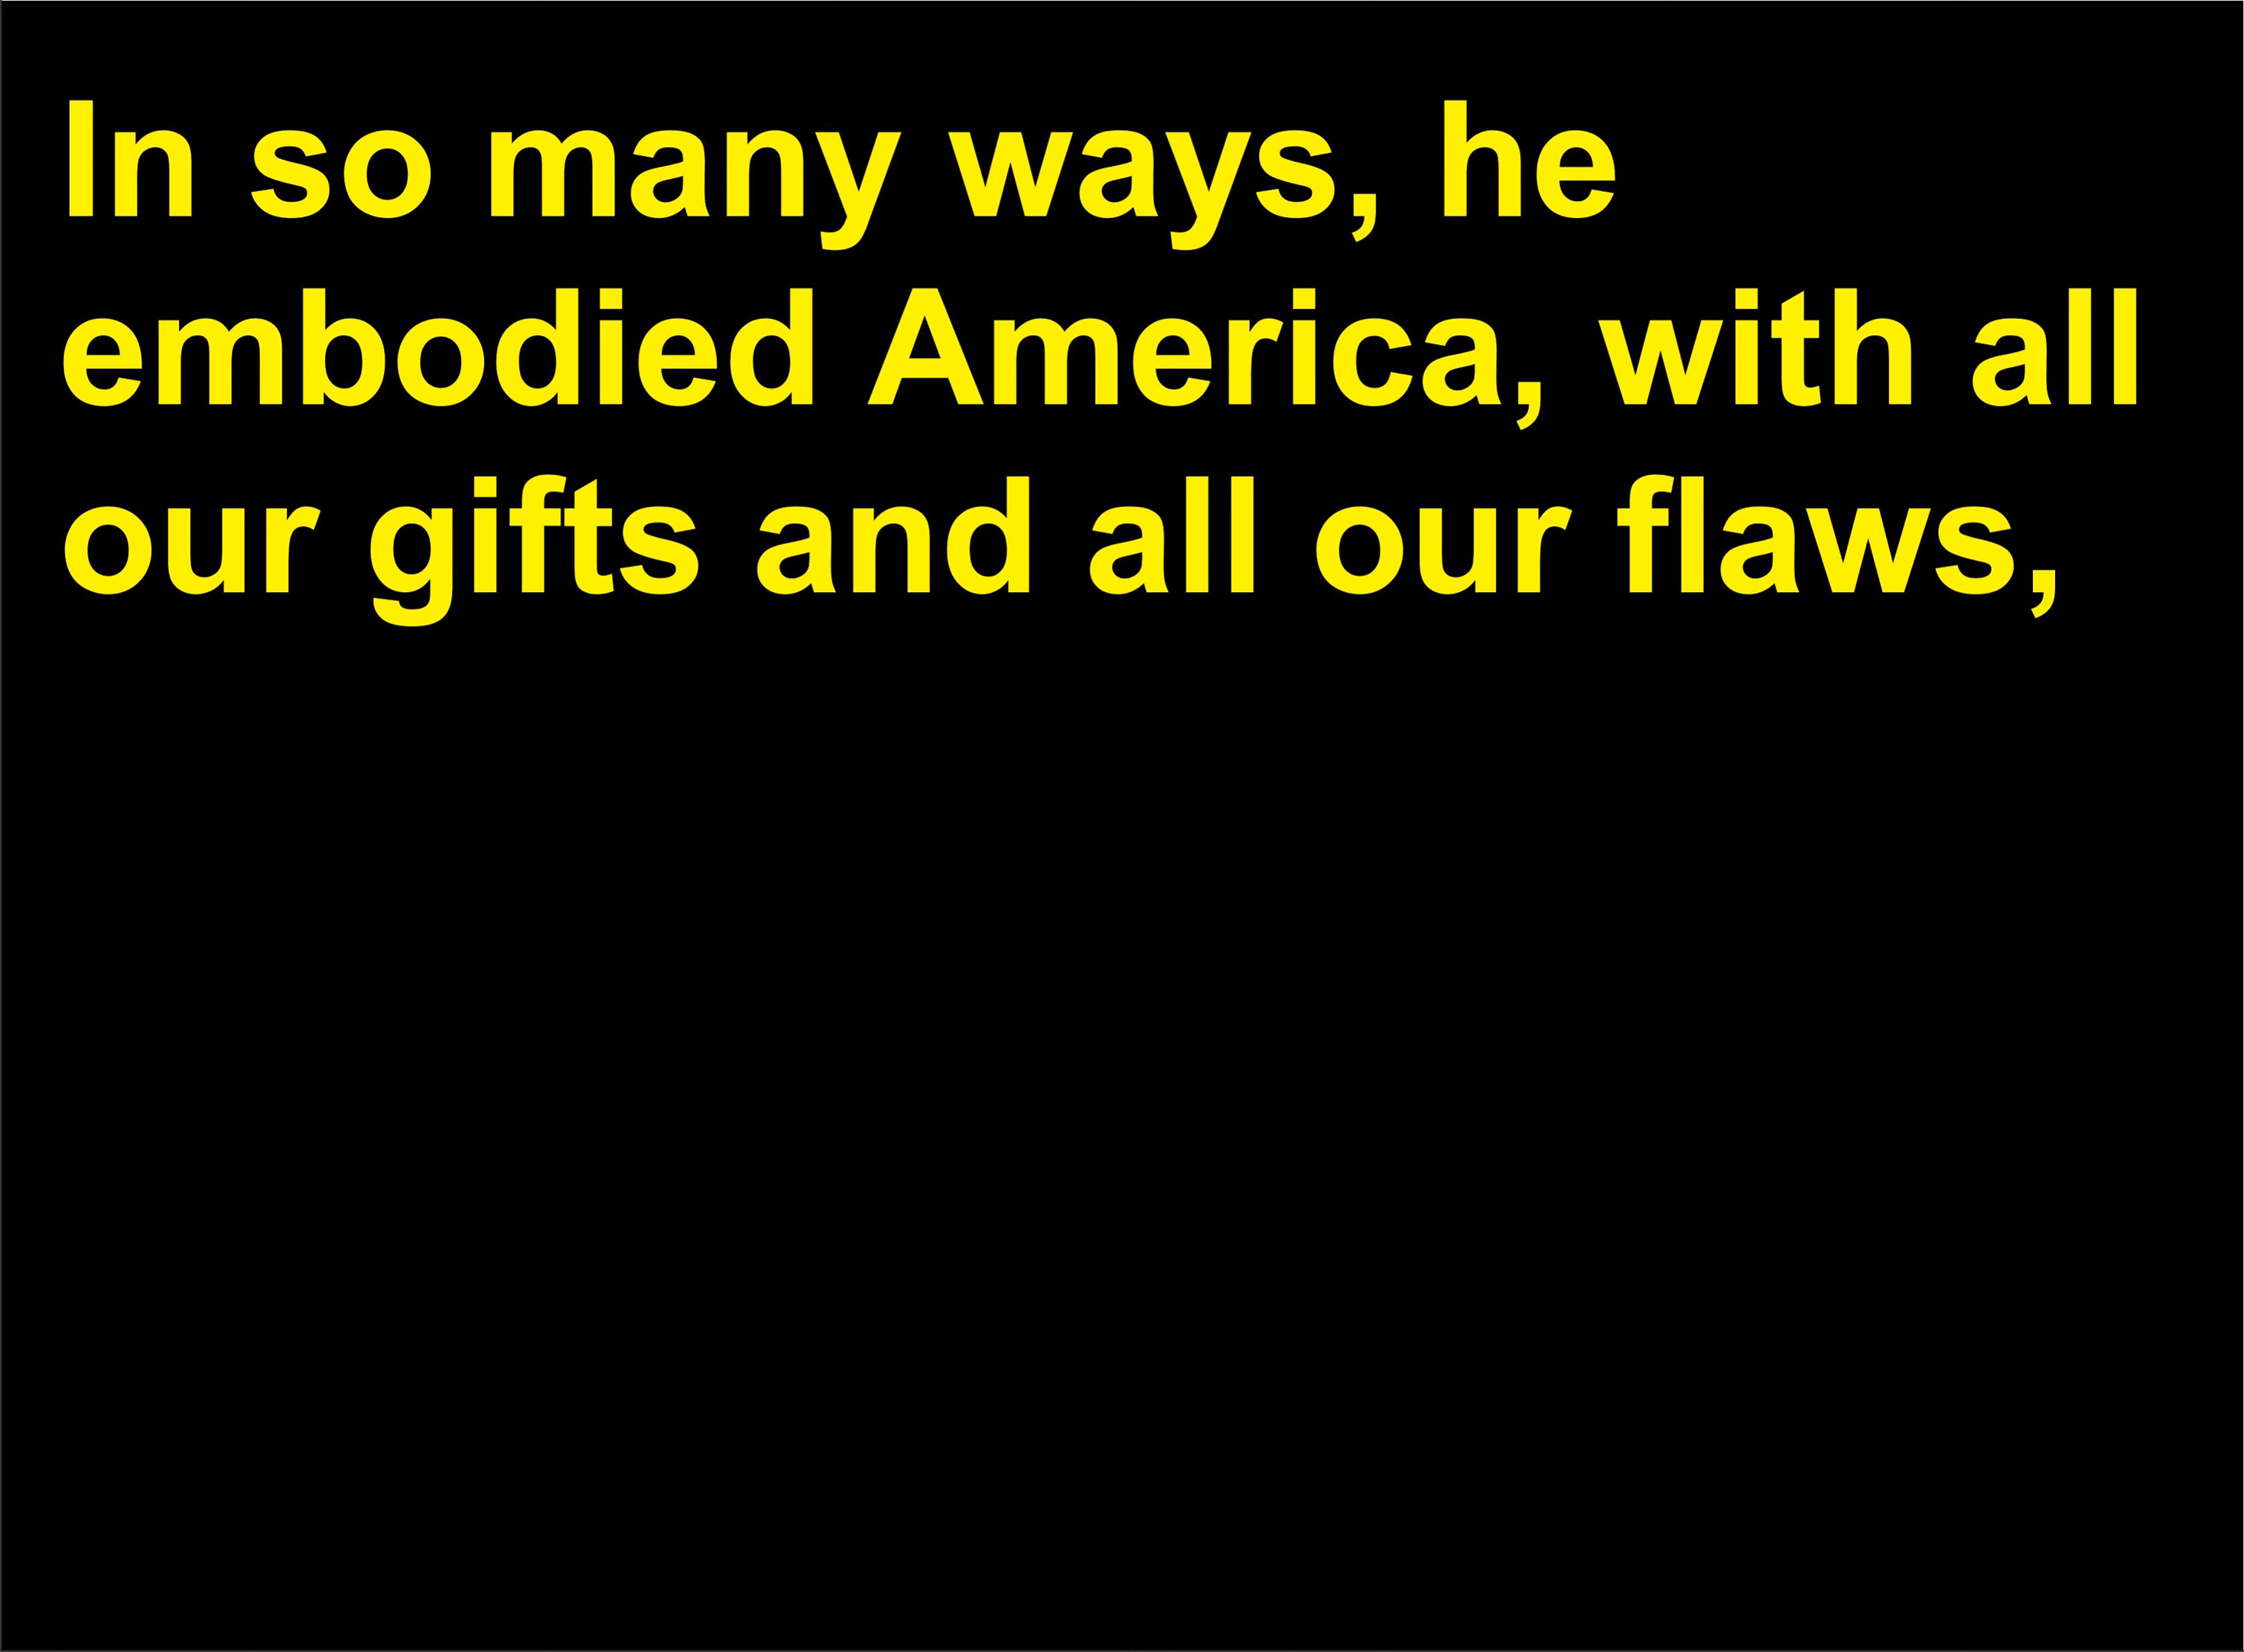 In so many ways, he
embodied America, with all
our gifts and all our flaws,